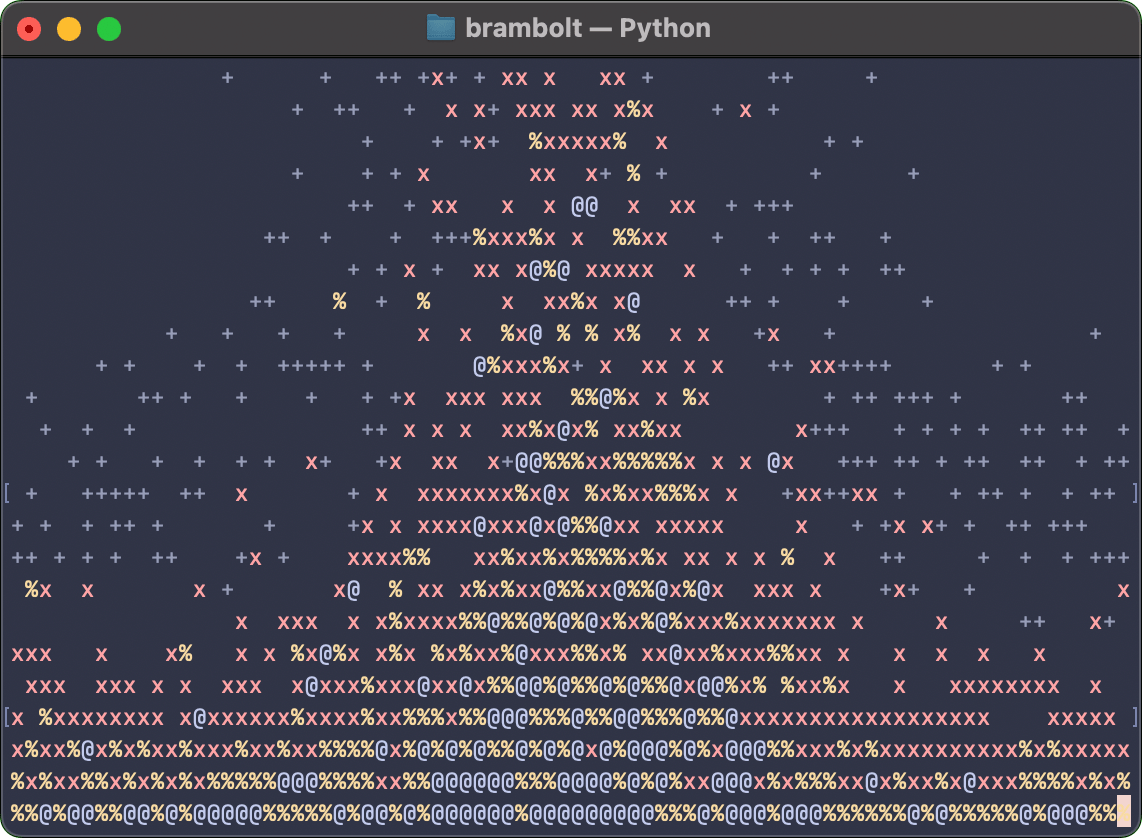 brambolt — Python
+ + ++ +x+ + xx x xx + ++ +
+ ++ + x x+ xxx xx x%x + x +
+ + +x+ %xxxxx% x + +
+ + + x xx x+ % + + +
++ + xx x x @@ x xx + +++
++ + + +++%xxx%x x %%xx + + ++ +
+ + x + xx x@%@ xxxxx x + + + + ++
++ % + % x xx%x x@ ++ + + +
+ + + + x x %x@ % % x% x x +x + +
+ + + + +++++ + @%xxx%x+ x xx x x ++ xx++++ + +
+ ++ + + + + +x xxx xxx %%@%x x %x + ++ +++ + ++
+ + + ++ x x x xx%x@x% xx%xx x+++ + + + + ++ ++ +
+ + + + + + x+ +x xx x+@@%%%xx%%%%%x x x @x +++ ++ + ++ ++ + ++
[ + +++++ ++ x + x xxxxxxx%x@x %x%xx%%%x x +xx++xx + ++ + + + + ++ ]
+ + + ++ + + +x x xxxx@xxx@x@%%@xx xxxxx x + +x x+ + ++ +++
++ + + + ++ +x + xxxx%% xx%xx%x%%%%x%x xx x x % x ++ + + + +++
%x x x + x@ % xx x%x%xx@%%xx@%%@x%@x xxx x +x+ + x
x xxx x x%xxxx%%@%%@%@%@x%x%@%xxx%xxxxxxx x x ++ x+
xxx x x% x x %x@%x x%x %x%xx%@xxx%%x% xx@xx%xxx%%xx x x x x x
xxx xxx x x xxx x@xxx%xxx@xx@x%%@@%@@%@%@%%@x@@%x% %xx%x x xxxxxxxx x
[x %xxxxxxxx x@xxxxxx%xxxx%xx%%%x%%@@@%%%@%%@@%%%@%%@xxxxxxxxxxxxxxxxxx xxxxx ]
x%xx%@x%x%xx%xxx%xx%xx%%%%@x%@%@%@%%@%@%@x@%@@@%@%x@@@%%xxx%x%xxxxxxxxxx%x%xxxxx
%x%xx%%x%x%x%x%%%%%@@@%%%%xx%%@@@@@@%%%@@@@%@%@%xx@@@x%x%%%xx@x%xx%x@xxx%%%%x%x%
%%@%@@%%@@%@%@@@@@%%%%%@%@@%@%@@@@%@@@@@@@@@@@%%%@%@@@%@@@%%%%%%@%@%%%%%@%@@@%%